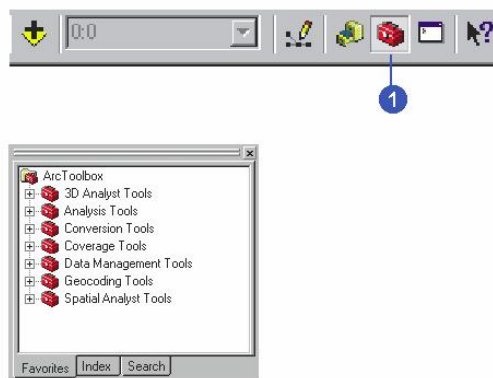 0:0
1
ArcToolbox
3D Analyst Tools
Analysis Tools
Conversion Tools
Coverage Tools
Data Management Tools
Geocoding Tools
Spatial Analyst Tools
Favorites Index Search